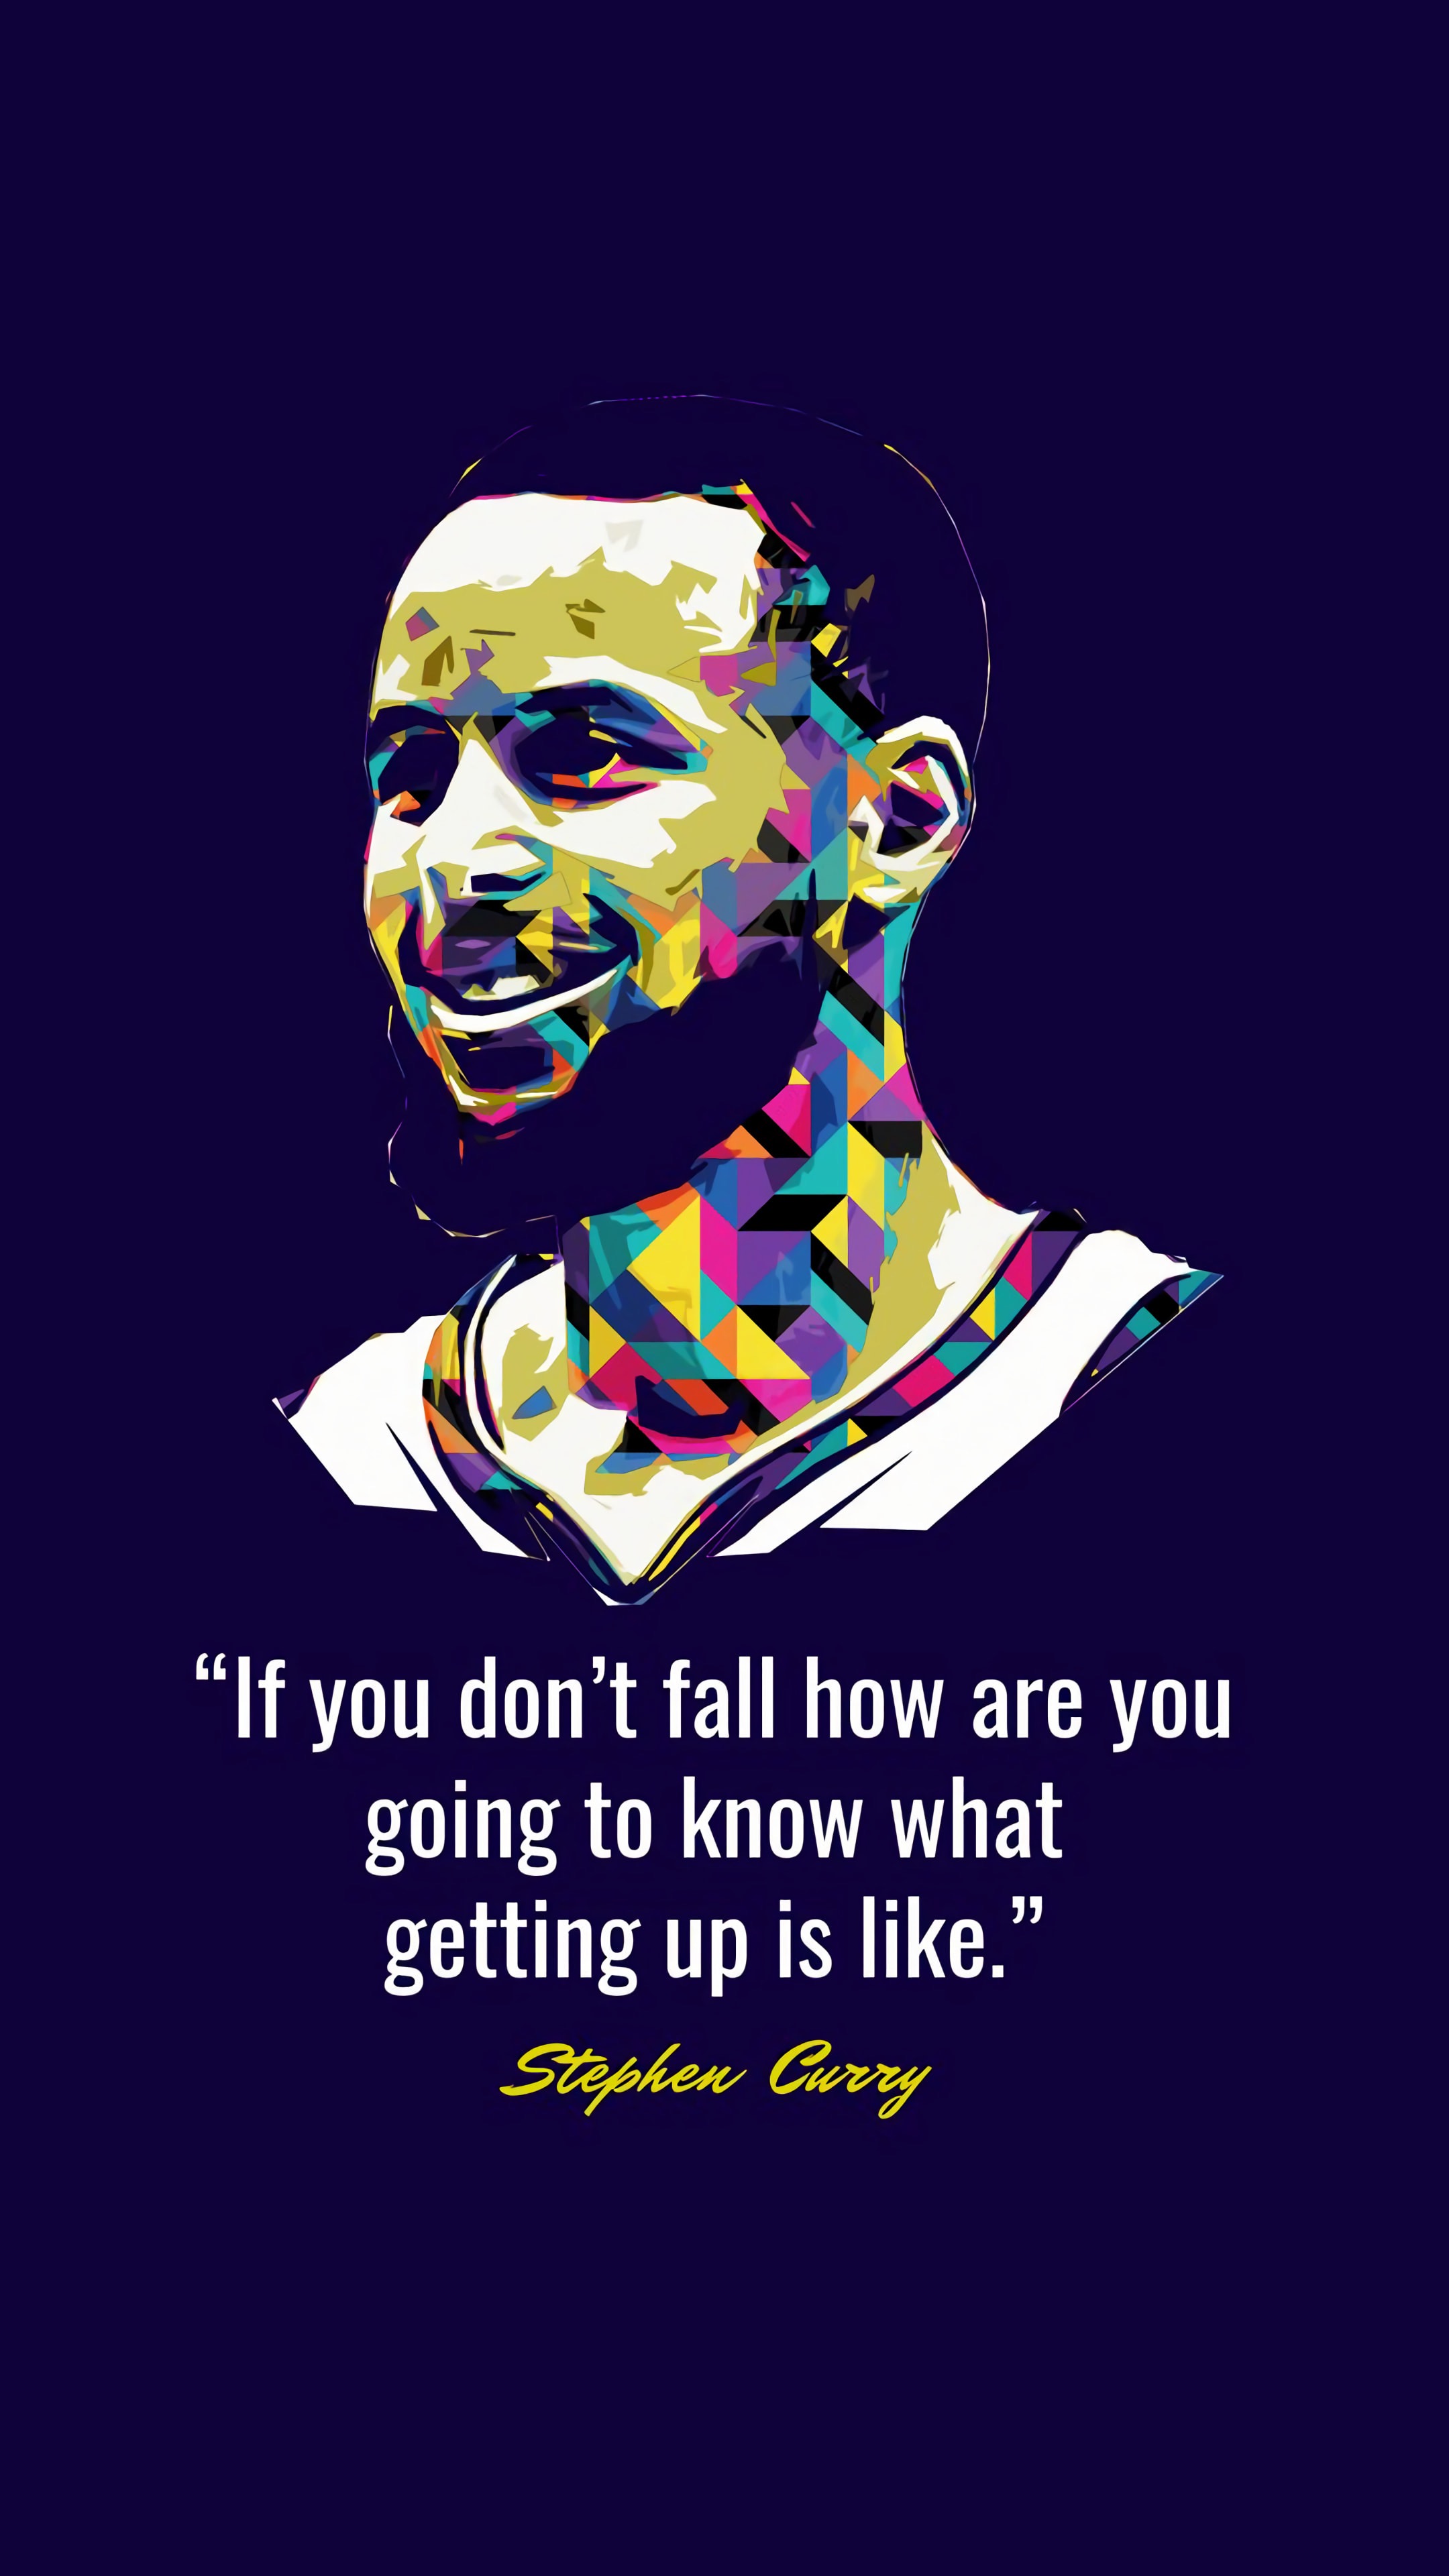 “If you don’t fall how are you
going to know what
getting up is like.”
Stephen Curry